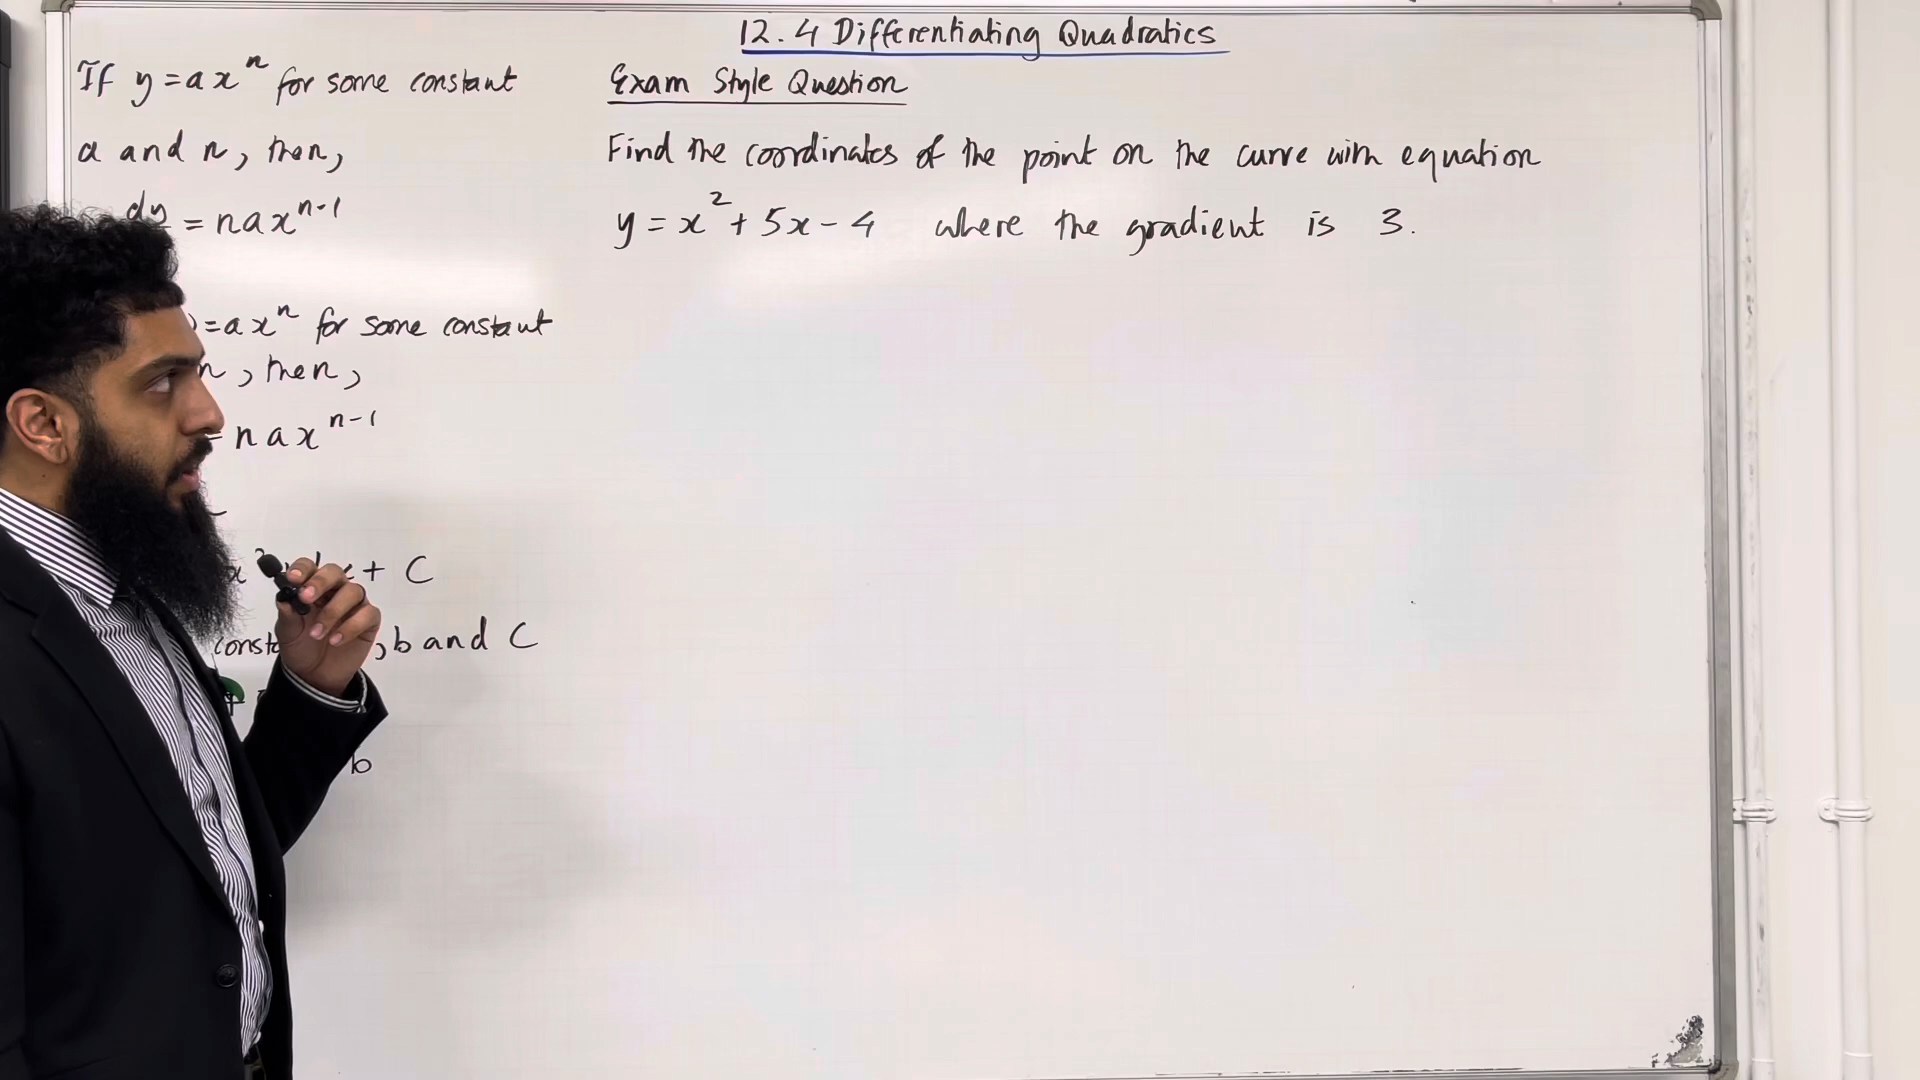 12.4 Differentiating Quadratics
If y = ax^n for some constant
a and n, then,
dy = nax^{n-1}
= ax^n for some constant
n, then,
= nax^{n-1}
+ C
const , b and C
b
Exam Style Question
Find the coordinates of the point on the curve with equation
y = x^2 + 5x - 4 where the gradient is 3.